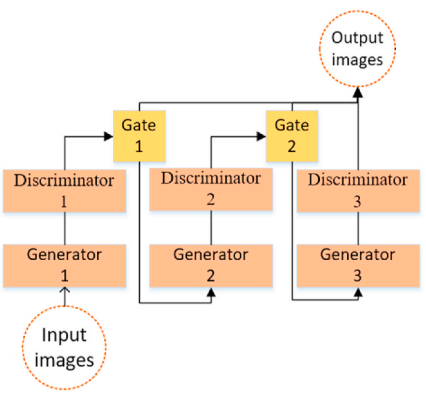 Output
images
Gate
1
Gate
2
Discriminator
1
Discriminator
2
Discriminator
3
Generator
1
Generator
2
Generator
3
Input
images